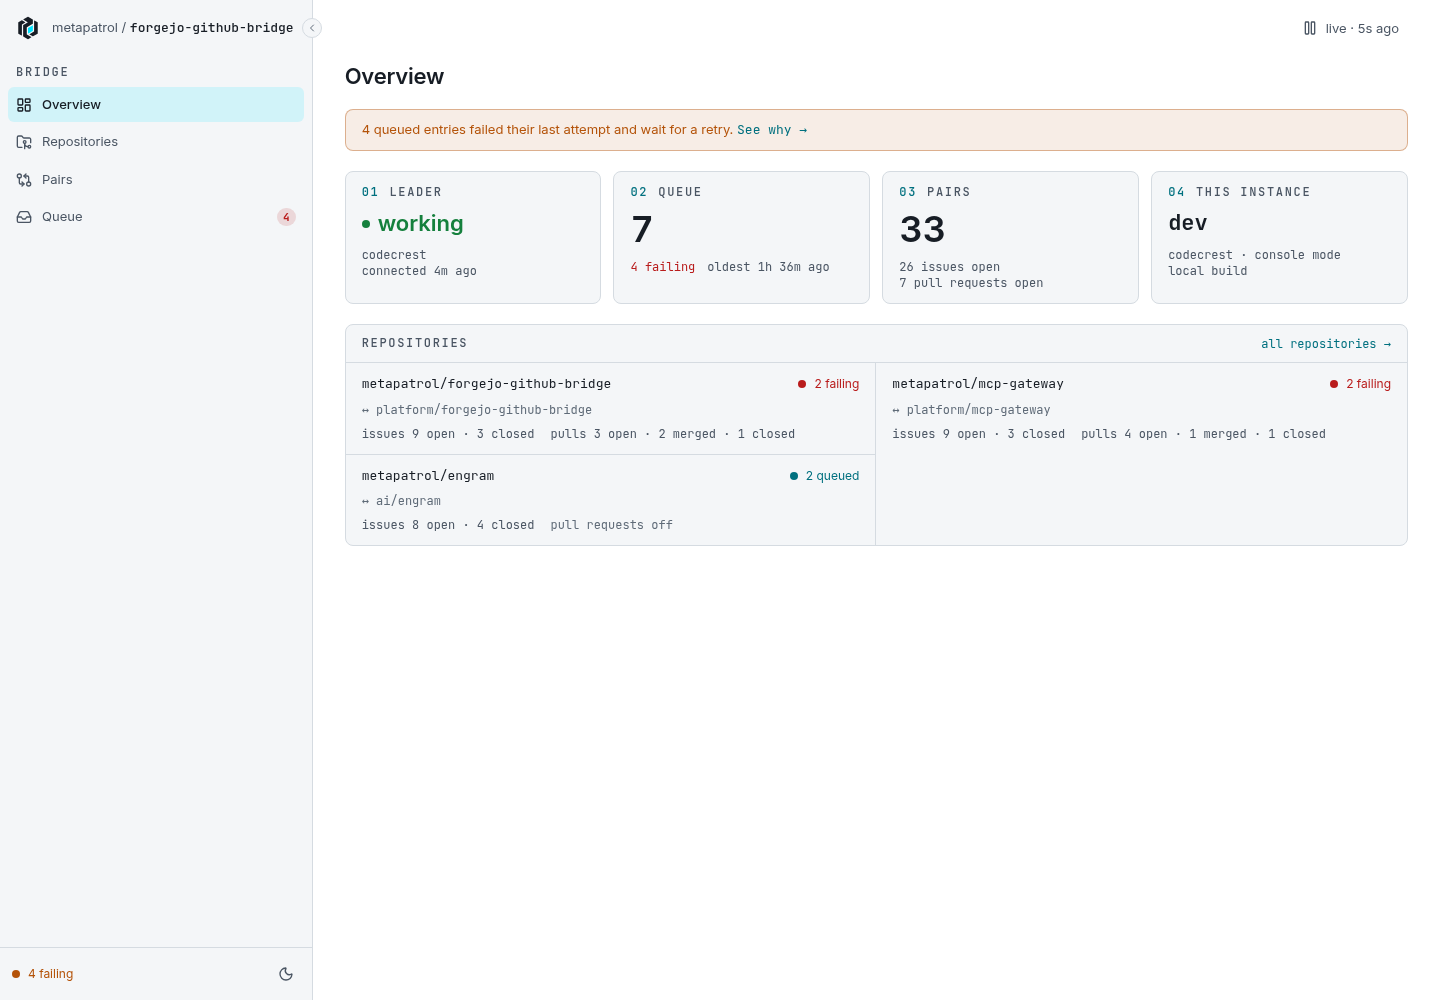 metapatrol / forgejo-github-bridge
live · 5s ago
BRIDGE
Overview
Repositories
Pairs
Queue 4
4 failing
Overview
4 queued entries failed their last attempt and wait for a retry. See why →
01 LEADER
working
codecrest
connected 4m ago
02 QUEUE
7
4 failing oldest 1h 36m ago
03 PAIRS
33
26 issues open
7 pull requests open
04 THIS INSTANCE
dev
codecrest · console mode
local build
REPOSITORIES
all repositories →
metapatrol/forgejo-github-bridge 2 failing
↔ platform/forgejo-github-bridge
issues 9 open · 3 closed pulls 3 open · 2 merged · 1 closed
metapatrol/mcp-gateway 2 failing
↔ platform/mcp-gateway
issues 9 open · 3 closed pulls 4 open · 1 merged · 1 closed
metapatrol/engram 2 queued
↔ ai/engram
issues 8 open · 4 closed pull requests off